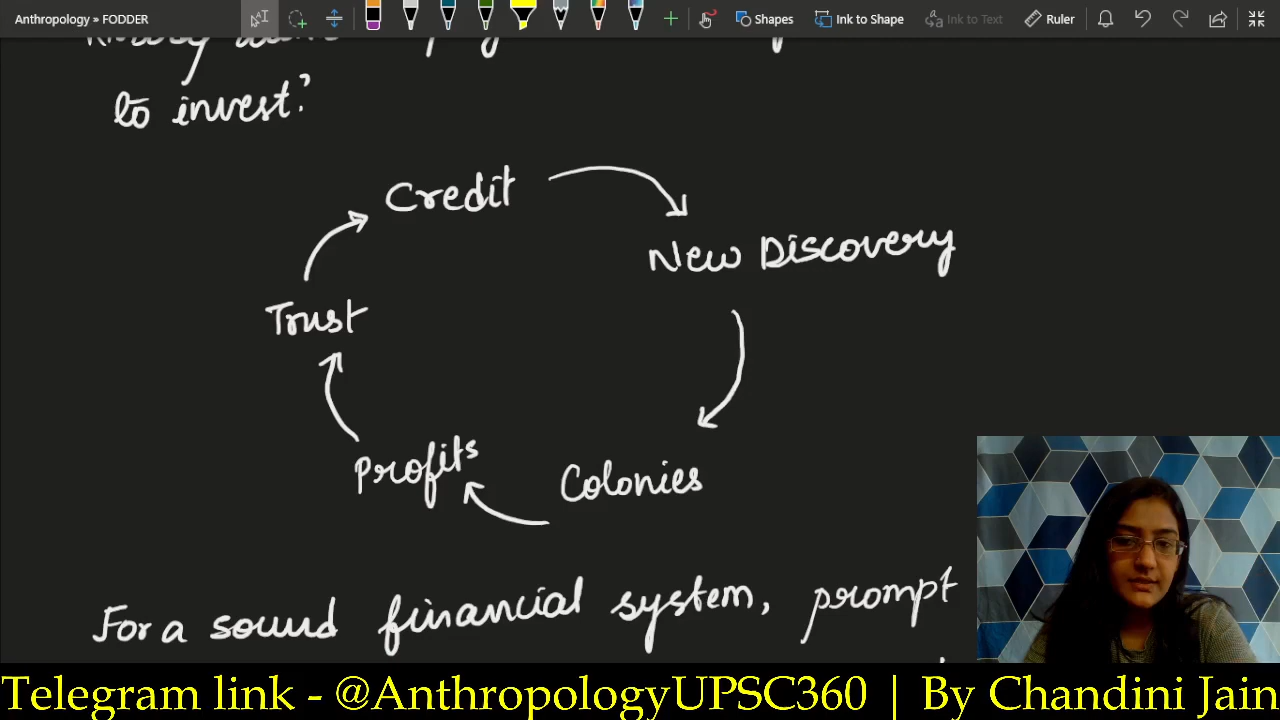 Anthropology » FODDER
Shapes
Ink to Shape
Ink to Text
Ruler
to invest?
Credit
New Discovery
Trust
Profits
Colonies
For a sound financial system, prompt
Telegram link - @AnthropologyUPSC360 | By Chandini Jain